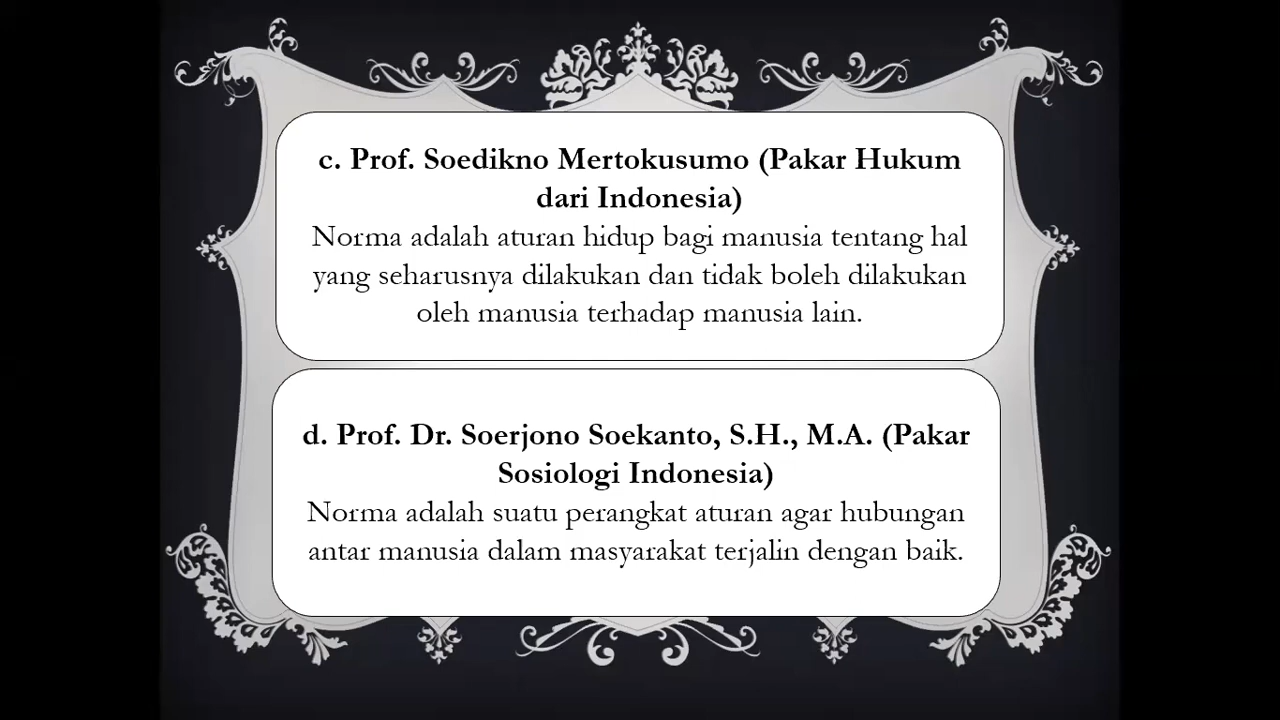 c. Prof. Soedikno Mertokusumo (Pakar Hukum
dari Indonesia)
Norma adalah aturan hidup bagi manusia tentang hal
yang seharusnya dilakukan dan tidak boleh dilakukan
oleh manusia terhadap manusia lain.
d. Prof. Dr. Soerjono Soekanto, S.H., M.A. (Pakar
Sosiologi Indonesia)
Norma adalah suatu perangkat aturan agar hubungan
antar manusia dalam masyarakat terjalin dengan baik.